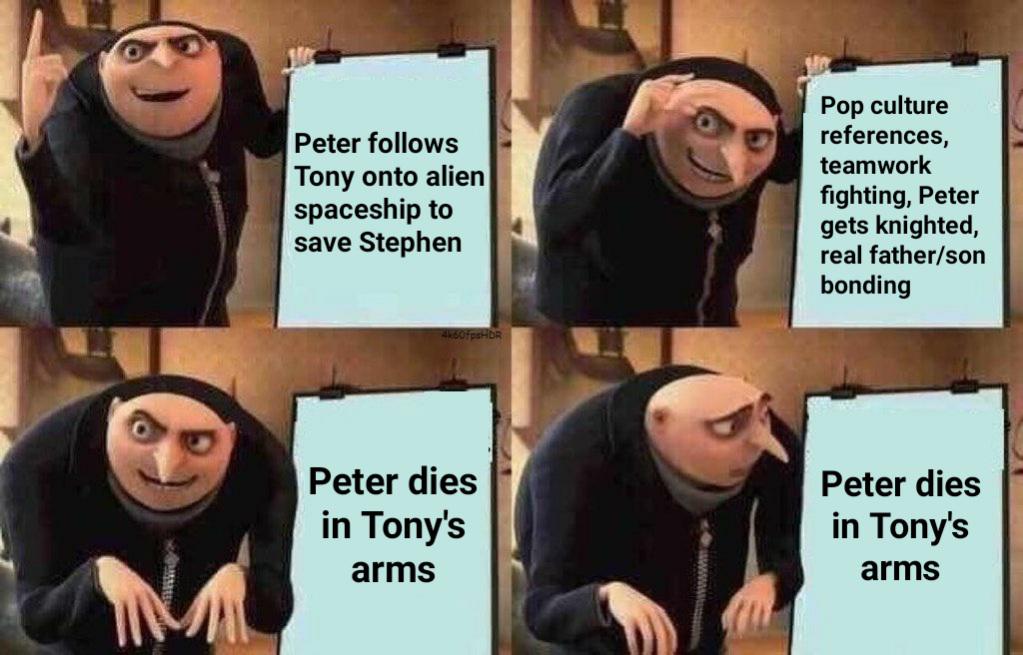 Peter follows
Tony onto alien
spaceship to
save Stephen
Pop culture
references,
teamwork
fighting, Peter
gets knighted,
real father/son
bonding
4k60fpsHDR
Peter dies
in Tony's
arms
Peter dies
in Tony's
arms